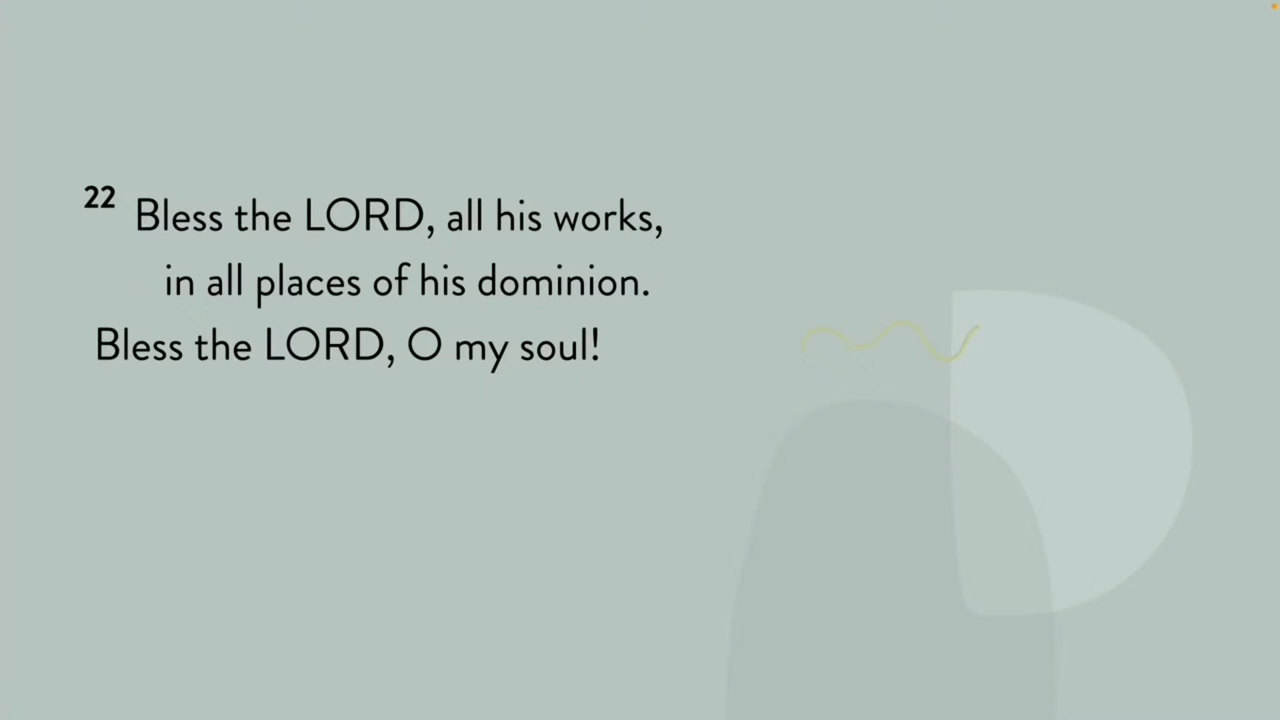 22 Bless the LORD, all his works,
in all places of his dominion.
Bless the LORD, O my soul!